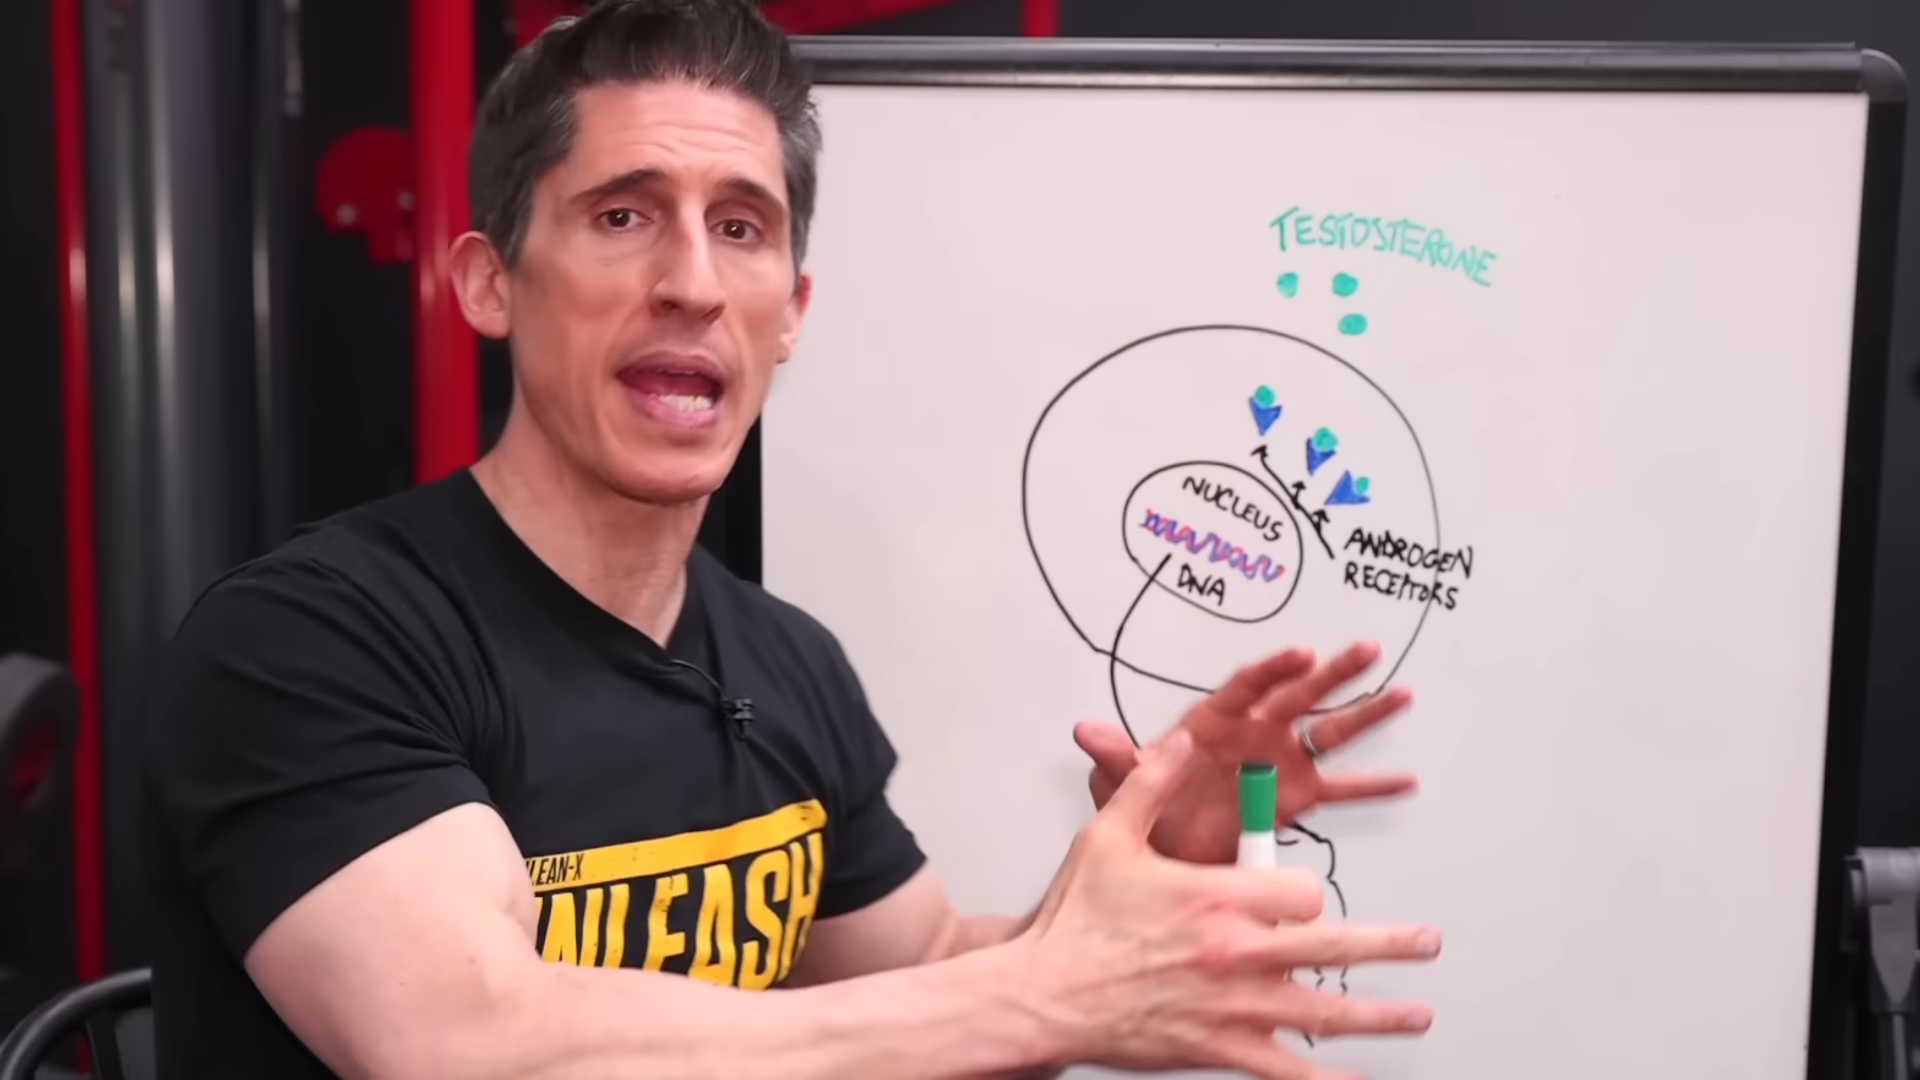 TESTOSTERONE
NUCLEUS
DNA
ANDROGEN
RECEPTORS
LEAN-X
UNLEASH